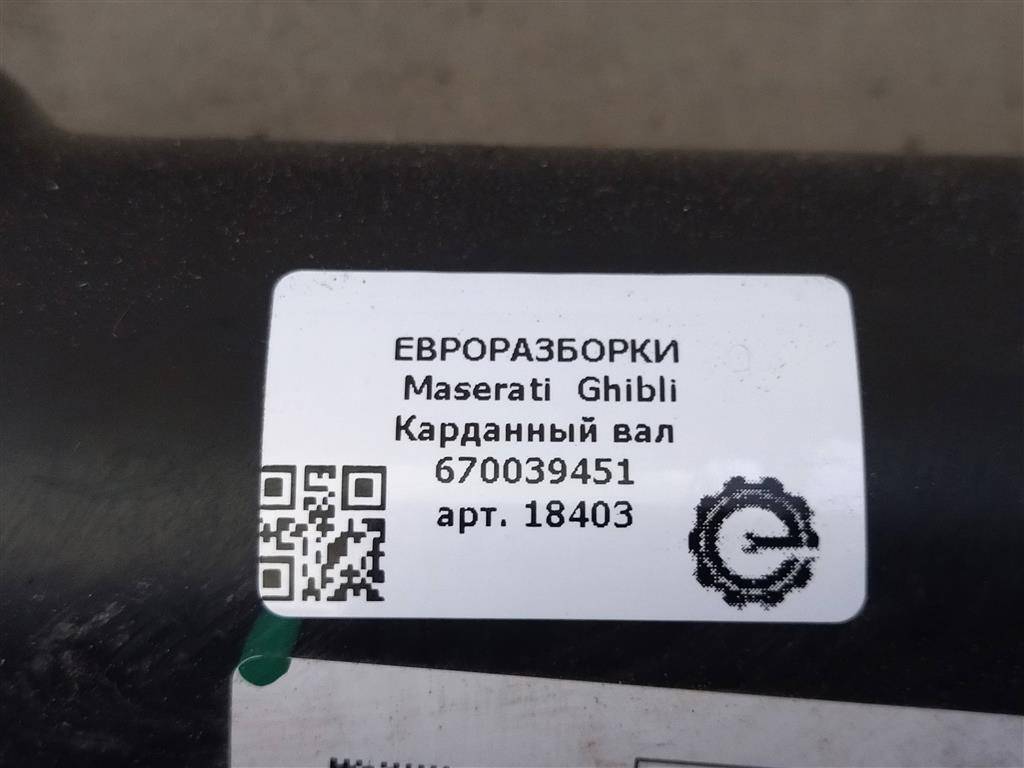 ЕВРОРАЗБОРКИ
Maserati Ghibli
Карданный вал
670039451
арт. 18403